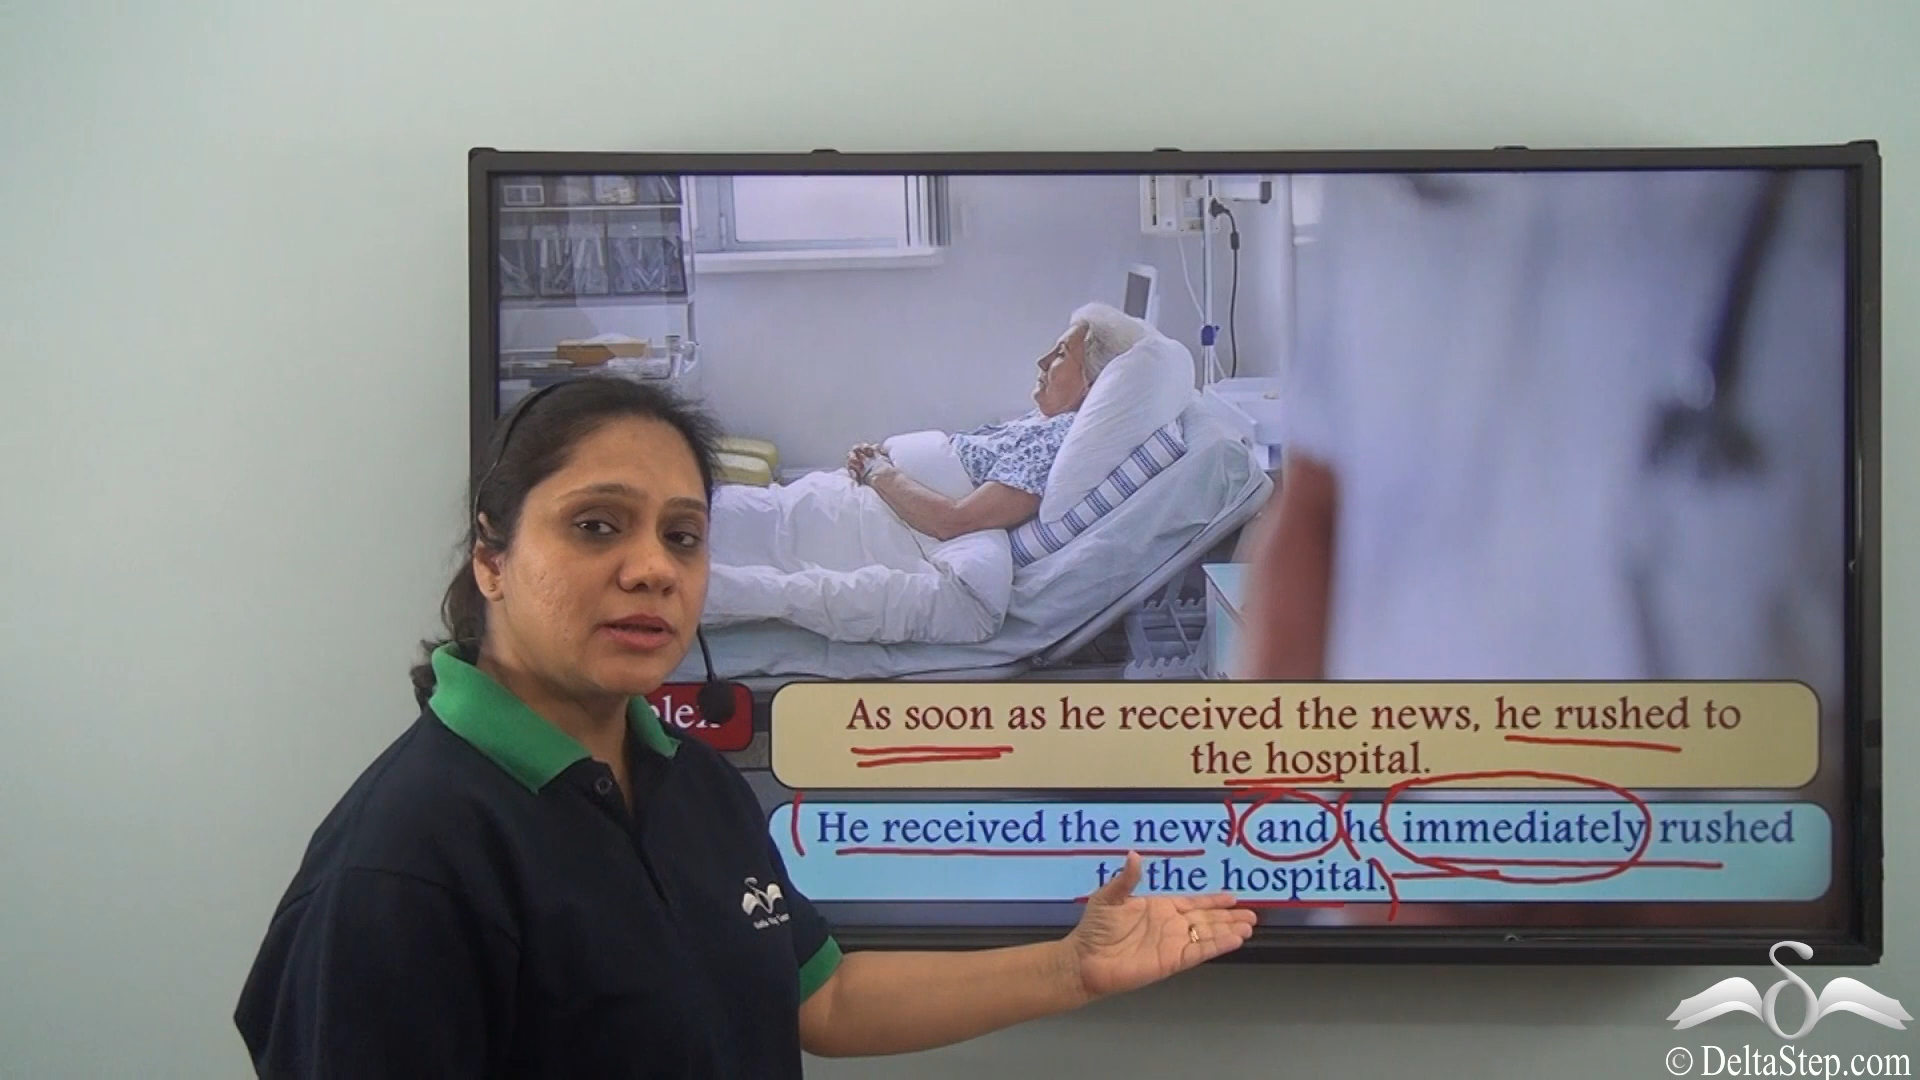 As soon as he received the news, he rushed to
the hospital.
He received the news, and he immediately rushed
to the hospital.
© DeltaStep.com